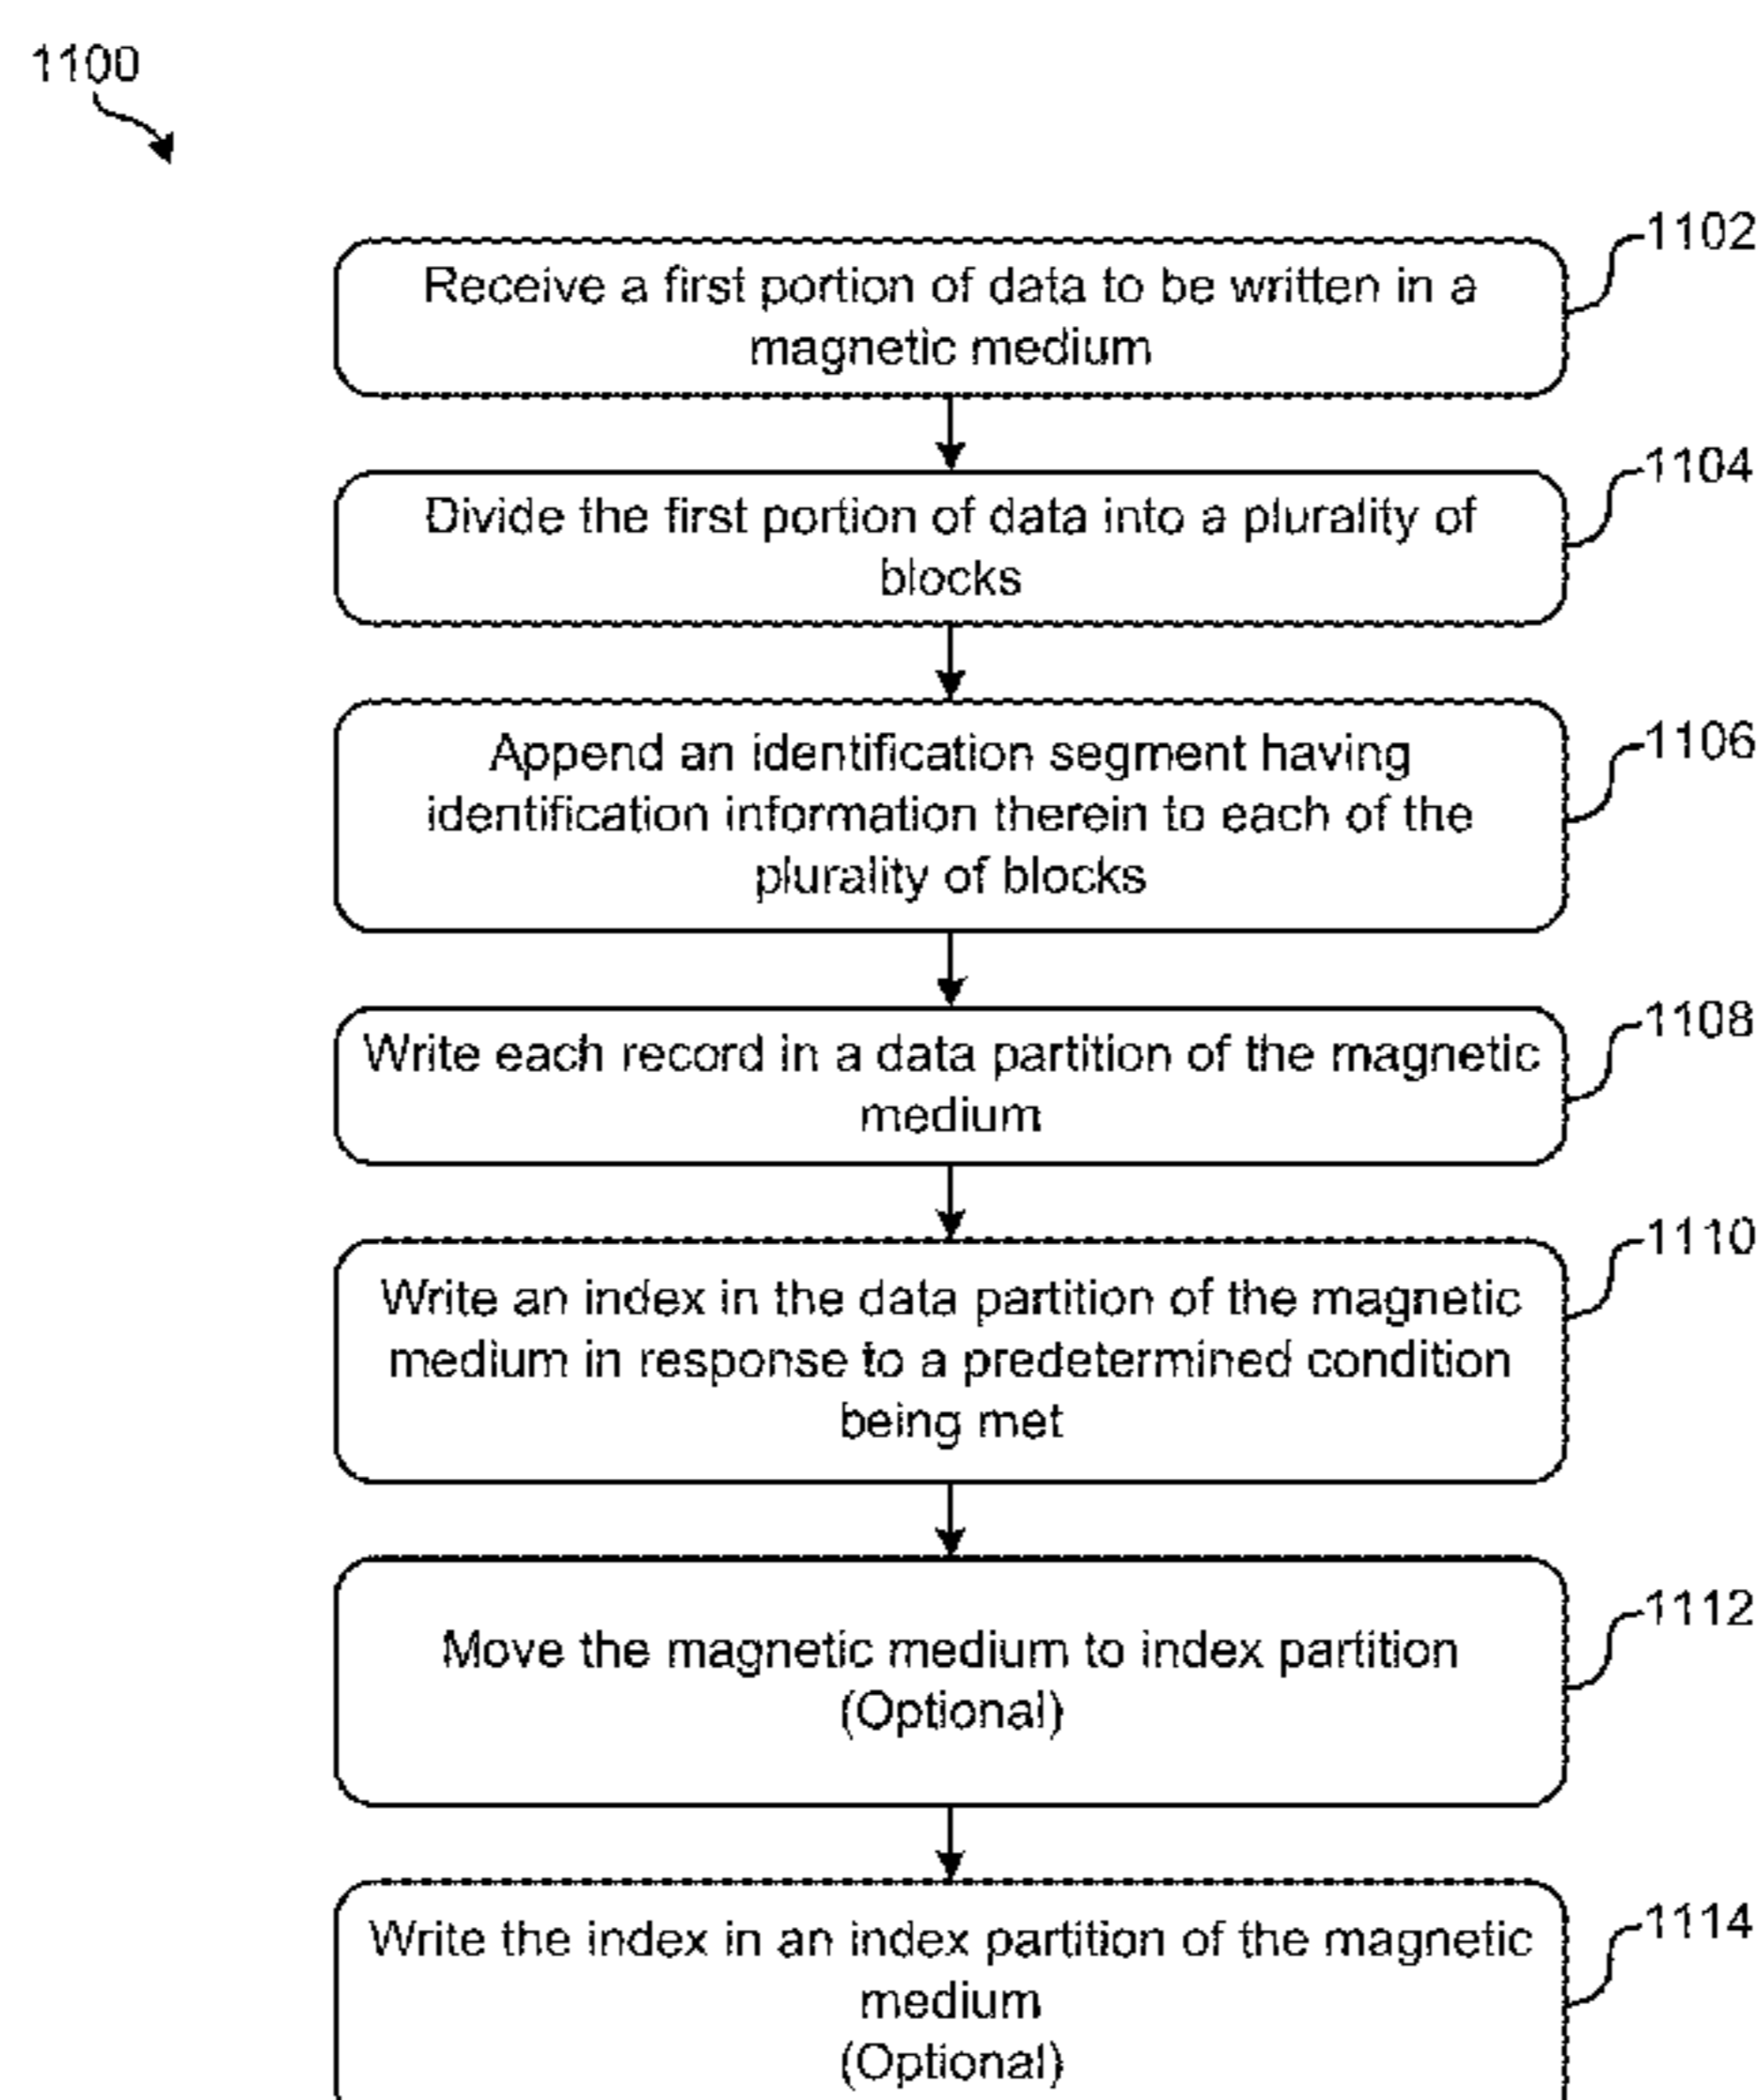 1100
1102
Receive a first portion of data to be written in a
magnetic medium
1104
Divide the first portion of data into a plurality of
blocks
1106
Append an identification segment having
identification information therein to each of the
plurality of blocks
1108
Write each record in a data partition of the magnetic
medium
1110
Write an index in the data partition of the magnetic
medium in response to a predetermined condition
being met
1112
Move the magnetic medium to index partition
(Optional)
1114
Write the index in an index partition of the magnetic
medium
(Optional)